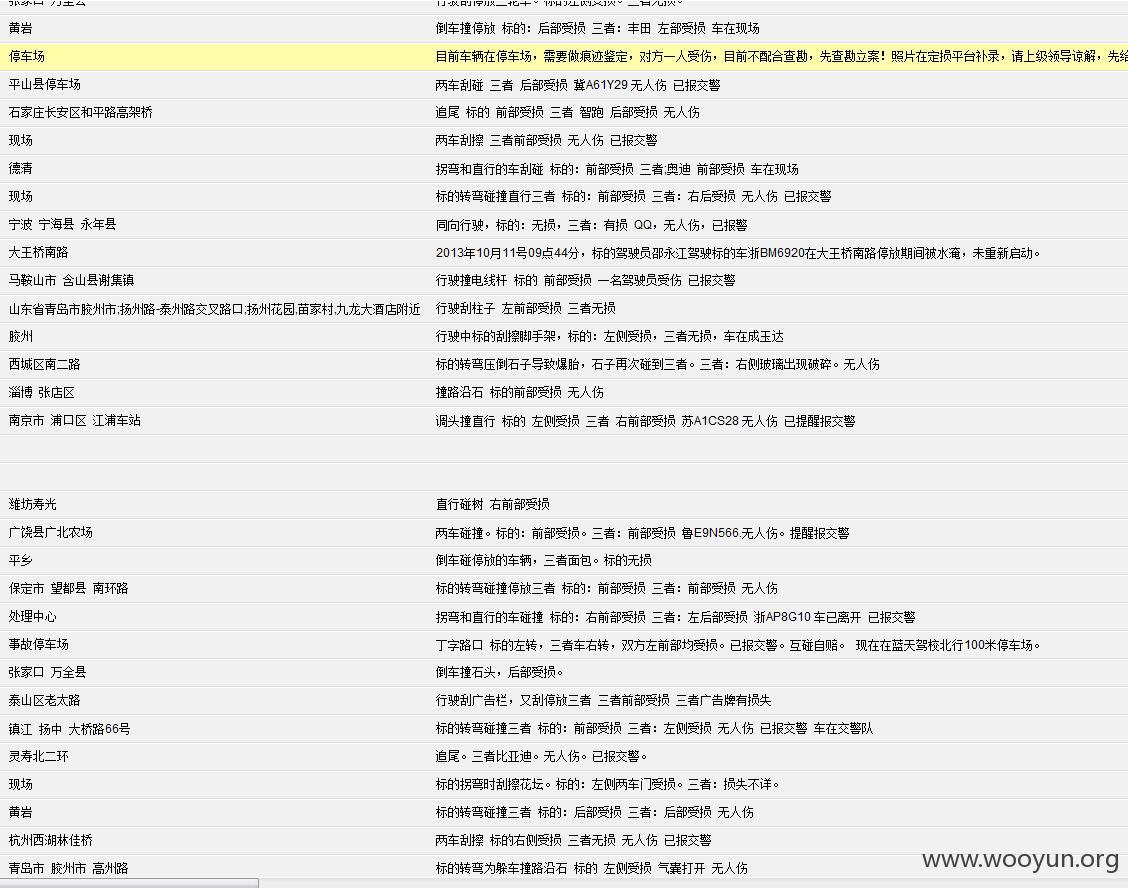 张家口 万全县 行驶刮停放三轮车。标的左侧受损。三者无损。
黄岩 倒车撞停放 标的：后部受损 三者：丰田 左部受损 车在现场
停车场 目前车辆在停车场，需要做痕迹鉴定，对方一人受伤，目前不配合查勘，先查勘立案！照片在定损平台补录，请上级领导谅解，先给
平山县停车场 两车刮碰 三者 后部受损 冀A61Y29 无人伤 已报交警
石家庄长安区和平路高架桥 追尾 标的 前部受损 三者 智跑 后部受损 无人伤
现场 两车刮擦 三者前部受损 无人伤 已报交警
德清 拐弯和直行的车刮碰 标的：前部受损 三者;奥迪 前部受损 车在现场
现场 标的转弯碰撞直行三者 标的：前部受损 三者：右后受损 无人伤 已报交警
宁波 宁海县 永年县 同向行驶，标的：无损，三者：有损 QQ，无人伤，已报警
大王桥南路 2013年10月11号09点44分，标的驾驶员邵永江驾驶标的车浙BM6920在大王桥南路停放期间被水淹，未重新启动。
马鞍山市 含山县谢集镇 行驶撞电线杆 标的 前部受损 一名驾驶员受伤 已报交警
山东省青岛市胶州市;扬州路-泰州路交叉路口;扬州花园,苗家村,九龙大酒店附近 行驶刮柱子 左前部受损 三者无损
胶州 行驶中标的刮擦脚手架，标的：左侧受损，三者无损，车在成玉达
西城区南二路 标的转弯压倒石子导致爆胎，石子再次碰到三者。三者：右侧玻璃出现破碎。无人伤
淄博 张店区 撞路沿石 标的前部受损 无人伤
南京市 浦口区 江浦车站 调头撞直行 标的 左侧受损 三者 右前部受损 苏A1CS28 无人伤 已提醒报交警
潍坊寿光 直行碰树 右前部受损
广饶县广北农场 两车碰撞。标的：前部受损。三者：前部受损 鲁E9N566.无人伤。提醒报交警
平乡 倒车碰停放的车辆，三者面包。标的无损
保定市 望都县 南环路 标的转弯碰撞停放三者 标的：前部受损 三者：前部受损 无人伤
处理中心 拐弯和直行的车碰撞 标的：右前部受损 三者：左后部受损 浙AP8G10 车已离开 已报交警
事故停车场 丁字路口 标的左转，三者车右转，双方左前部均受损。已报交警。互碰自赔。 现在在蓝天驾校北行100米停车场。
张家口 万全县 倒车撞石头，后部受损。
泰山区老太路 行驶刮广告栏，又刮停放三者 三者前部受损 三者广告牌有损失
镇江 扬中 大桥路66号 标的转弯碰撞三者 标的：前部受损 三者：左侧受损 无人伤 已报交警 车在交警队
灵寿北二环 追尾。三者比亚迪。无人伤。已报交警。
现场 标的拐弯时刮擦花坛。标的：左侧两车门受损。三者：损失不详。
黄岩 标的转弯碰撞三者 标的：后部受损 三者：后部受损 无人伤
杭州西湖林佳桥 两车刮擦 标的右侧受损 三者无损 无人伤 已报交警
青岛市 胶州市 高州路 标的转弯为躲车撞路沿石 标的 左侧受损 气囊打开 无人伤
www.wooyun.org